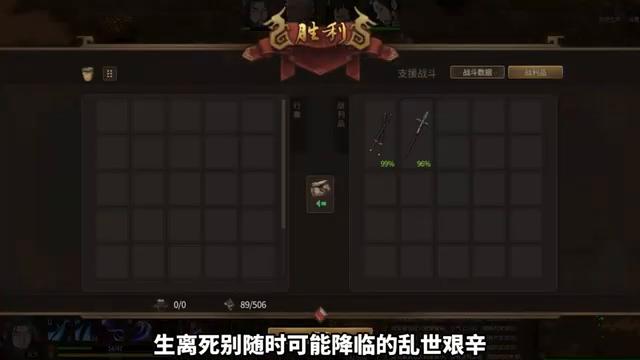 胜利
支援战斗
战斗数据
战利品
行囊
战利品
99%
96%
0/0
89/506
生离死别随时可能降临的乱世艰辛